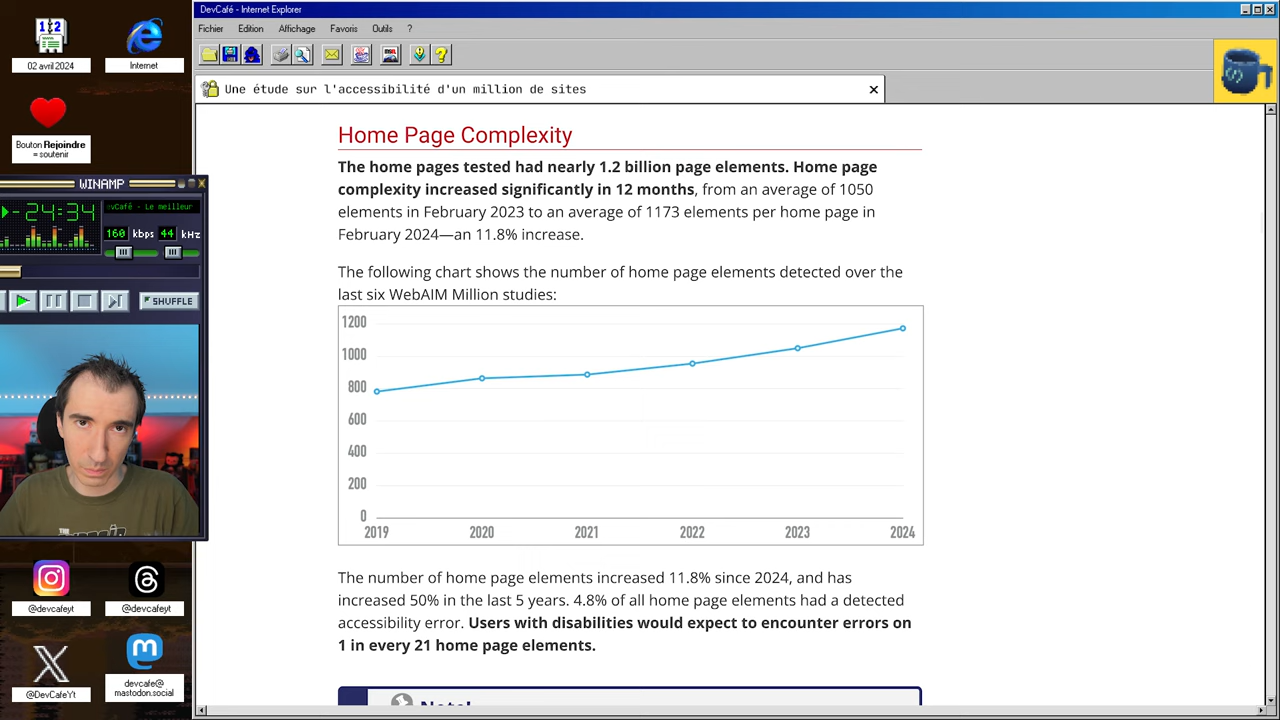 DevCafé - Internet Explorer
Fichier Edition Affichage Favoris Outils ?
02 avril 2024
Internet
Une étude sur l'accessibilité d'un million de sites
Bouton Rejoindre
= soutenir
WINAMP
-24:34
evCafé - Le meilleur
160 kbps 44 kHz
SHUFFLE
@devcafeyt
@devcafeyt
@DevCafeYt
devcafe@
mastodon.social
Home Page Complexity
The home pages tested had nearly 1.2 billion page elements. Home page
complexity increased significantly in 12 months, from an average of 1050
elements in February 2023 to an average of 1173 elements per home page in
February 2024—an 11.8% increase.
The following chart shows the number of home page elements detected over the
last six WebAIM Million studies:
1200
1000
800
600
400
200
0
2019 2020 2021 2022 2023 2024
The number of home page elements increased 11.8% since 2024, and has
increased 50% in the last 5 years. 4.8% of all home page elements had a detected
accessibility error. Users with disabilities would expect to encounter errors on
1 in every 21 home page elements.
Note!